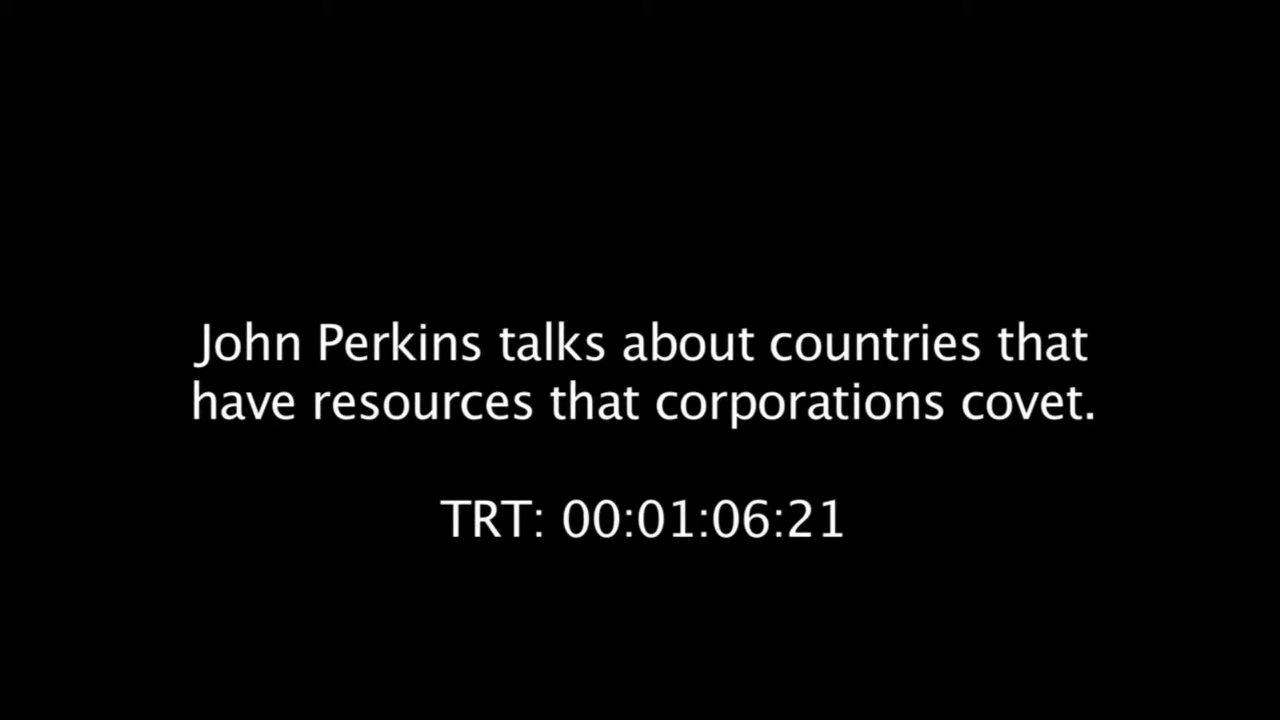 John Perkins talks about countries that
have resources that corporations covet.
TRT: 00:01:06:21